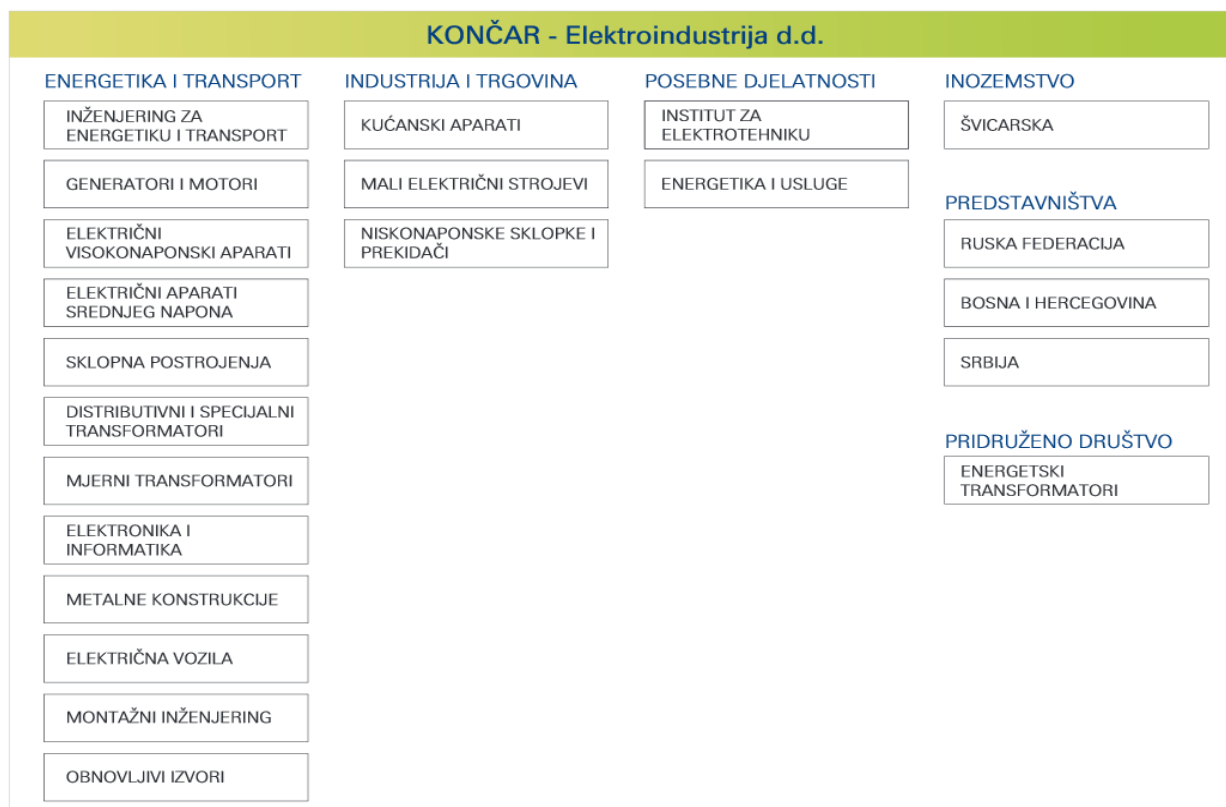 KONČAR - Elektroindustrija d.d.
ENERGETIKA I TRANSPORT
INŽENJERING ZA
ENERGETIKU I TRANSPORT
GENERATORI I MOTORI
ELEKTRIČNI
VISOKONAPONSKI APARATI
ELEKTRIČNI APARATI
SREDNJEG NAPONA
SKLOPNA POSTROJENJA
DISTRIBUTIVNI I SPECIJALNI
TRANSFORMATORI
MJERNI TRANSFORMATORI
ELEKTRONIKA I
INFORMATIKA
METALNE KONSTRUKCIJE
ELEKTRIČNA VOZILA
MONTAŽNI INŽENJERING
OBNOVLJIVI IZVORI
INDUSTRIJA I TRGOVINA
KUĆANSKI APARATI
MALI ELEKTRIČNI STROJEVI
NISKONAPONSKE SKLOPKE I
PREKIDAČI
POSEBNE DJELATNOSTI
INSTITUT ZA
ELEKTROTEHNIKU
ENERGETIKA I USLUGE
INOZEMSTVO
ŠVICARSKA
PREDSTAVNIŠTVA
RUSKA FEDERACIJA
BOSNA I HERCEGOVINA
SRBIJA
PRIDRUŽENO DRUŠTVO
ENERGETSKI
TRANSFORMATORI